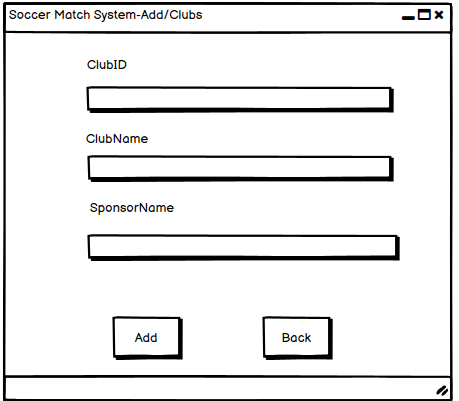 Soccer Match System-Add/Clubs
ClubID
ClubName
SponsorName
Add Back